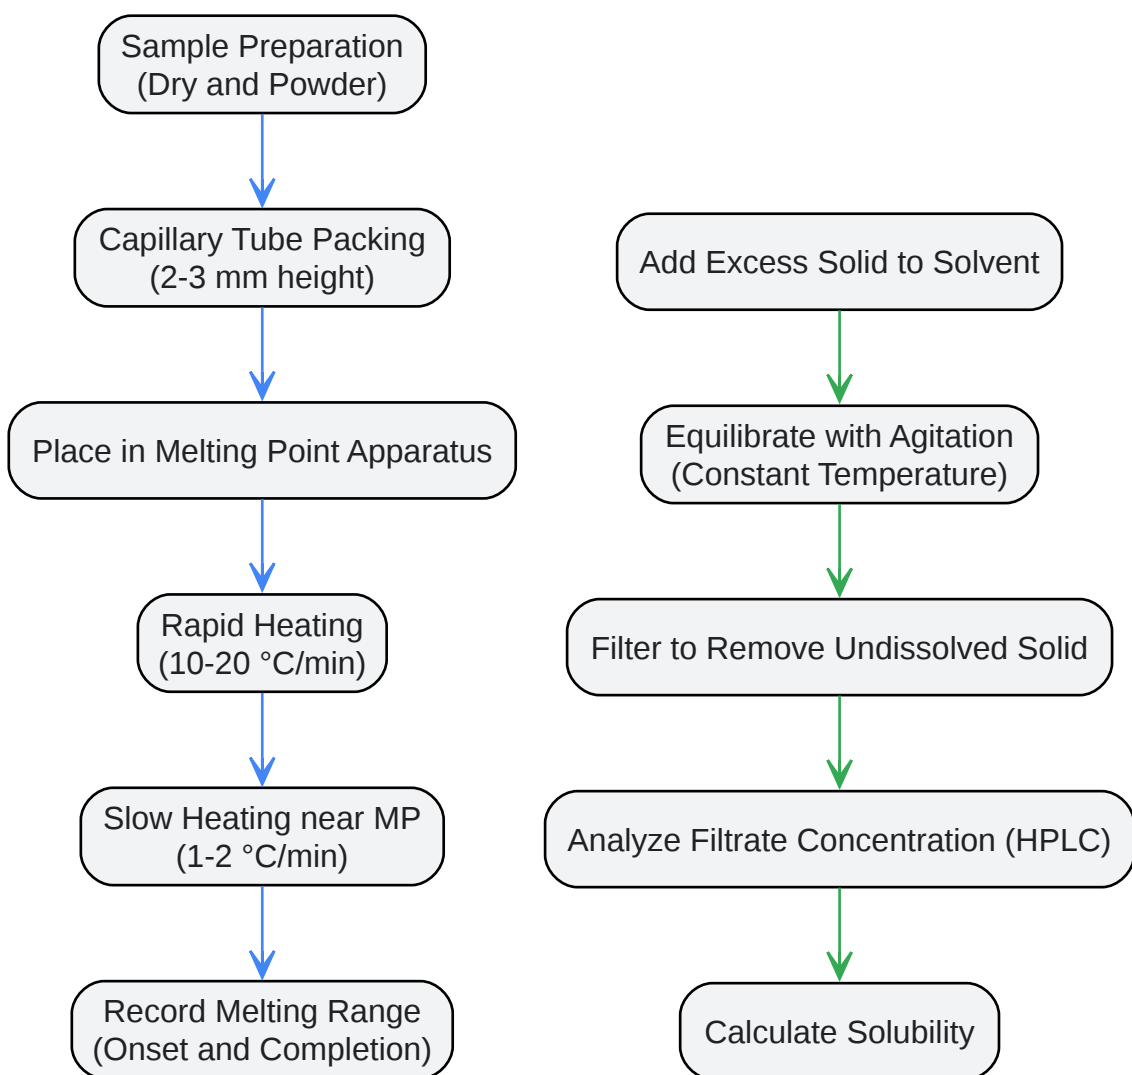 Sample Preparation
(Dry and Powder)
Capillary Tube Packing
(2-3 mm height)
Place in Melting Point Apparatus
Rapid Heating
(10-20 °C/min)
Slow Heating near MP
(1-2 °C/min)
Record Melting Range
(Onset and Completion)
Add Excess Solid to Solvent
Equilibrate with Agitation
(Constant Temperature)
Filter to Remove Undissolved Solid
Analyze Filtrate Concentration (HPLC)
Calculate Solubility